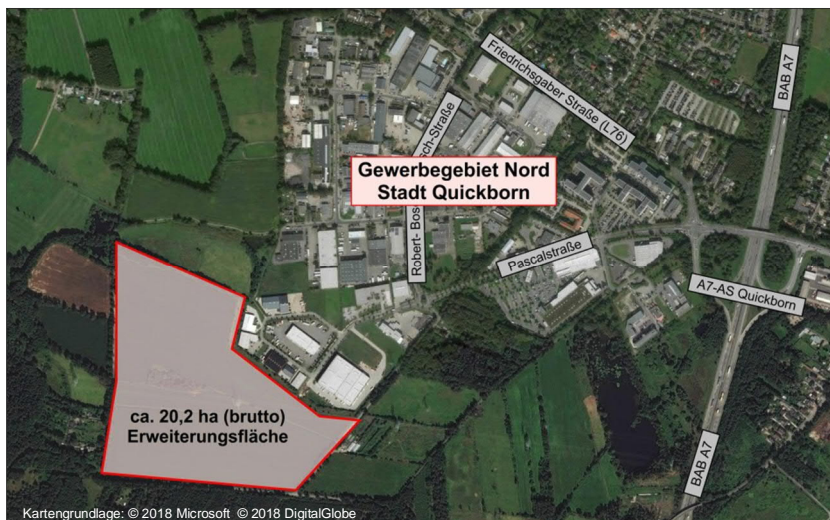 Friedrichsgaber Straße (L76)
BAB A7
Gewerbegebiet Nord
Stadt Quickborn
Robert- Bos
sch-Straße
Pascalstraße
A7-AS Quickborn
ca. 20,2 ha (brutto)
Erweiterungsfläche
BAB A7
Kartengrundlage: © 2018 Microsoft © 2018 DigitalGlobe